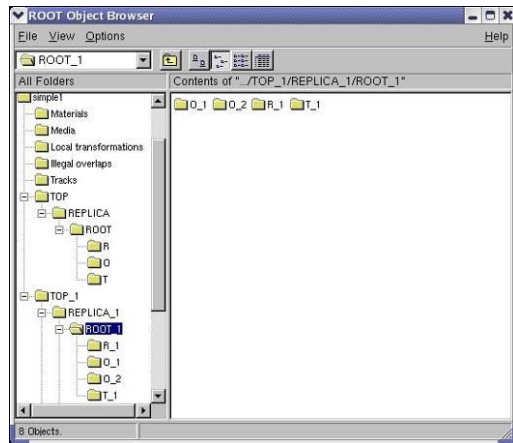 ROOT Object Browser
File View Options Help
ROOT_1
All Folders
Contents of ".../TOP_1/REPLICA_1/ROOT_1"
simple1
Materials
Media
Local transformations
Illegal overlaps
Tracks
TOP
REPLICA
ROOT
R
O
T
TOP_1
REPLICA_1
ROOT_1
R_1
O_1
O_2
T_1
O_1 O_2 R_1 T_1
8 Objects.